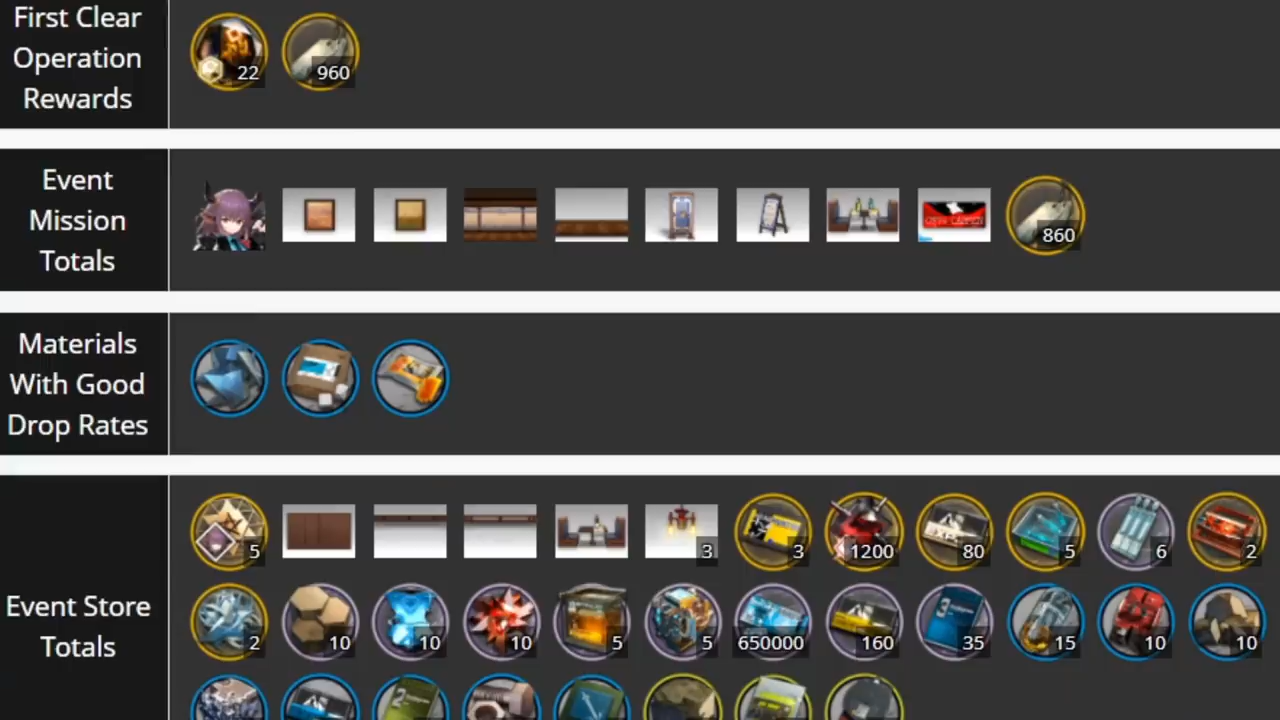 First Clear
Operation
Rewards
22
960
Event
Mission
Totals
860
Materials
With Good
Drop Rates
Event Store
Totals
5
3
3
1200
80
5
6
2
2
10
10
10
5
5
650000
160
35
15
10
10